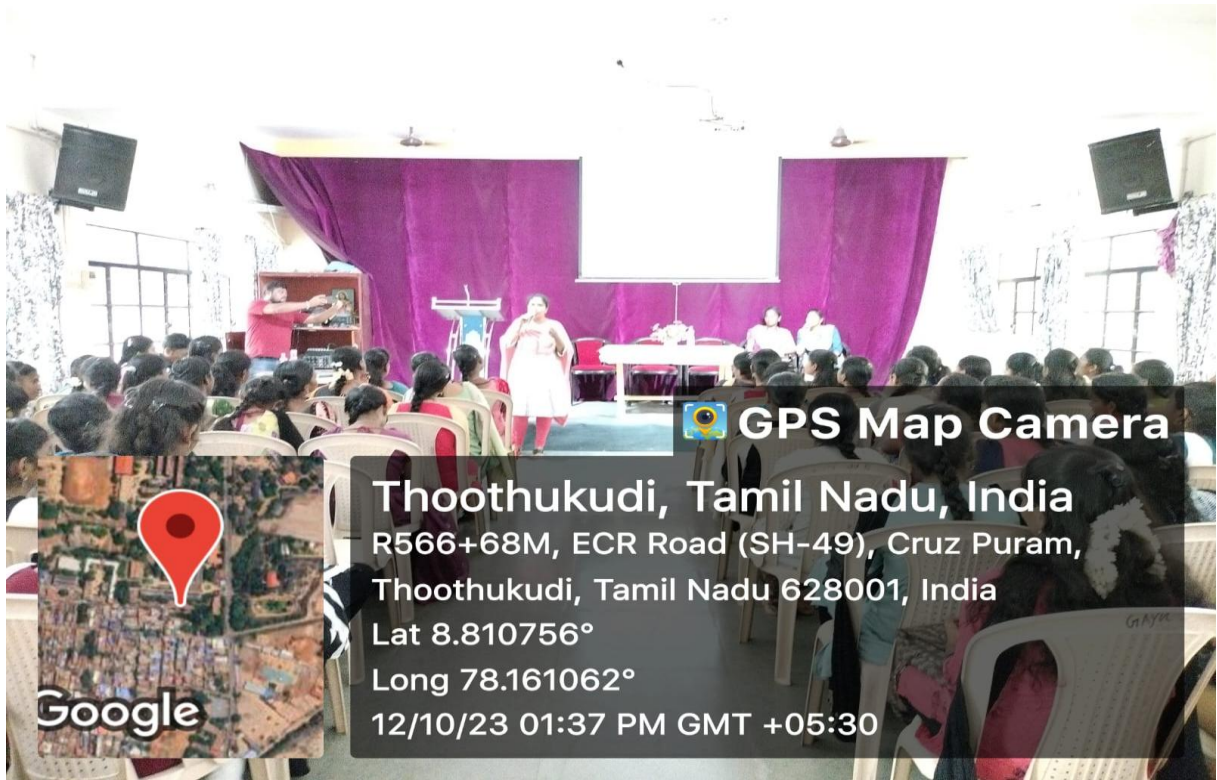 GPS Map Camera
Thoothukudi, Tamil Nadu, India
R566+68M, ECR Road (SH-49), Cruz Puram,
Thoothukudi, Tamil Nadu 628001, India
Lat 8.810756°
Long 78.161062°
12/10/23 01:37 PM GMT +05:30
Google